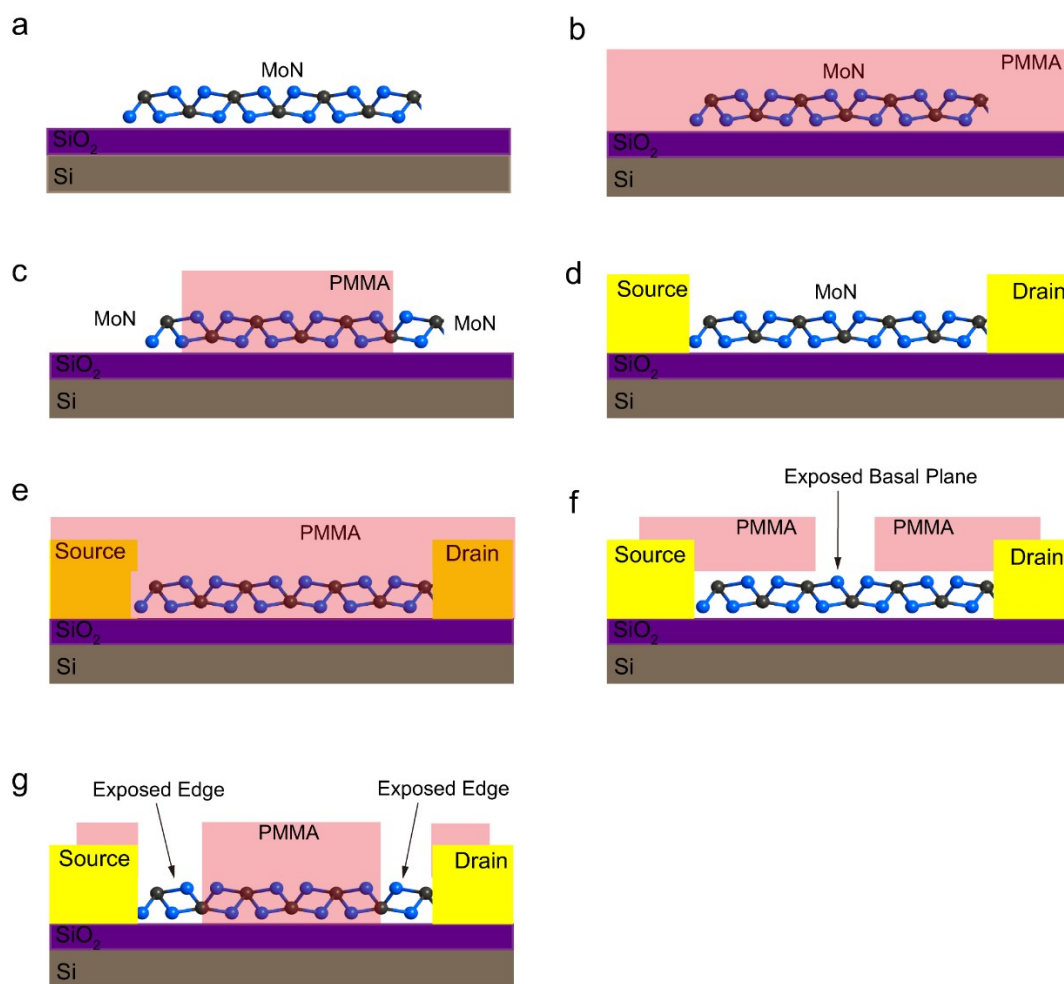 a
MoN
SiO₂
Si
b
PMMA
MoN
SiO₂
Si
c
PMMA
MoN
MoN
SiO₂
Si
d
Source
MoN
Drain
SiO₂
Si
e
PMMA
Source
Drain
SiO₂
Si
f
Exposed Basal Plane
PMMA
PMMA
Source
Drain
SiO₂
Si
g
Exposed Edge
Exposed Edge
PMMA
Source
Drain
SiO₂
Si